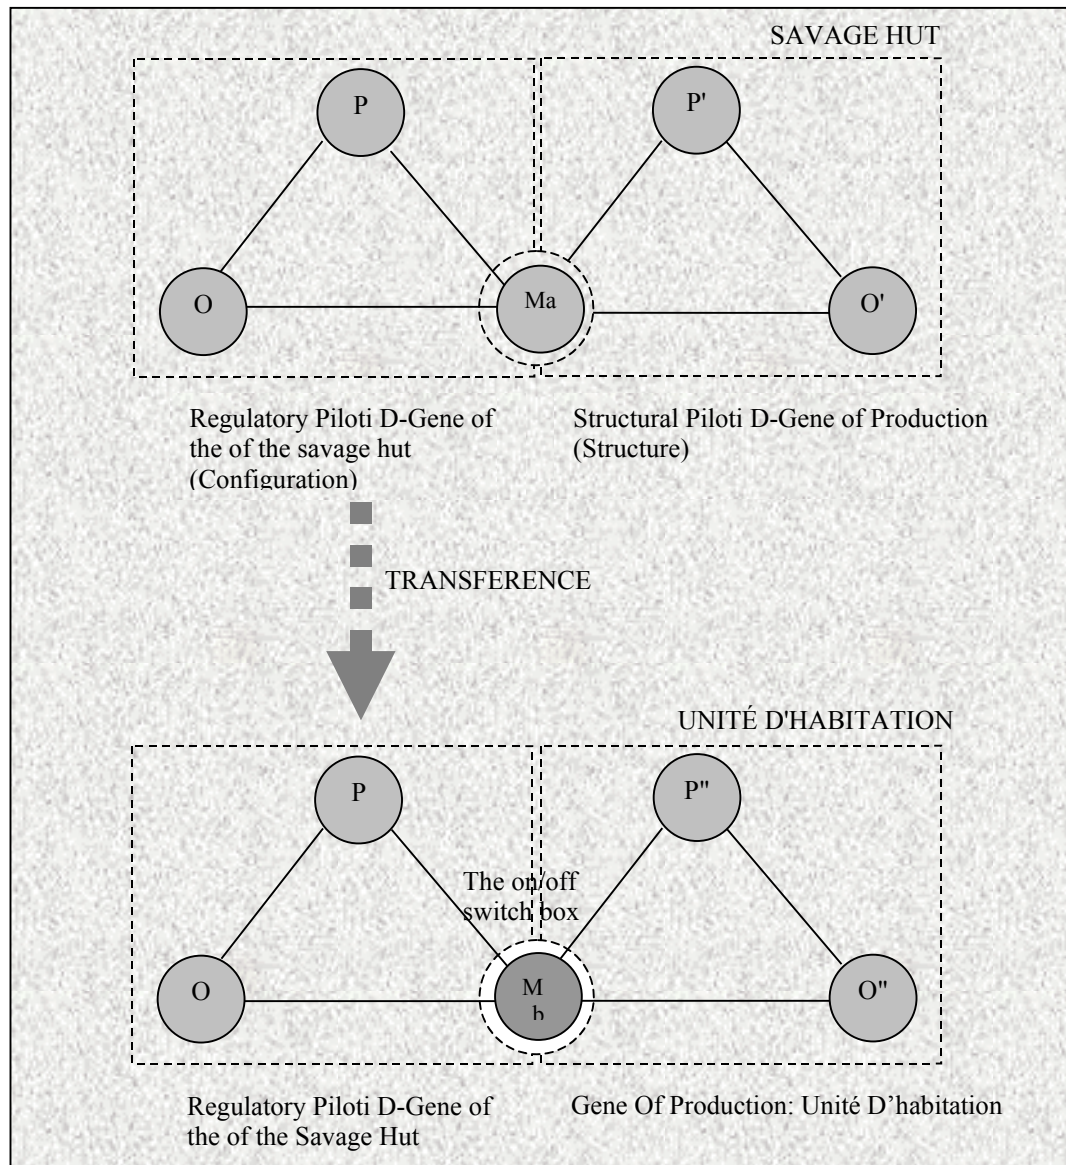 SAVAGE HUT
P
P'
O
Ma
O'
Regulatory Piloti D-Gene of
the of the savage hut
(Configuration)
Structural Piloti D-Gene of Production
(Structure)
TRANSFERENCE
UNITÉ D'HABITATION
P
P"
The on/off
switch box
O
M
b
O"
Regulatory Piloti D-Gene of
the of the Savage Hut
Gene Of Production: Unité D’habitation